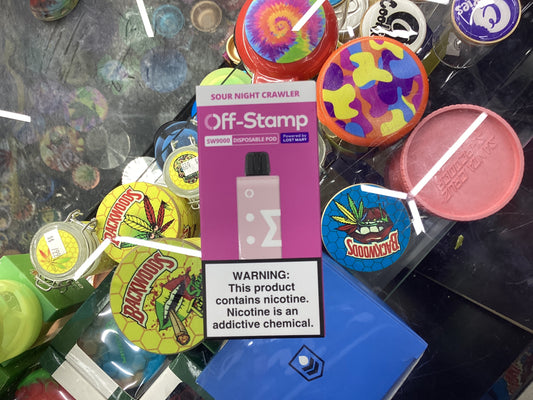 SOUR NIGHT CRAWLER
Off-Stamp
SW9000 DISPOSABLE POD
Powered by
LOST MARY
WARNING:
This product
contains nicotine.
Nicotine is an
addictive chemical.
BACKWOODS
BACKWOODS
BACKWOODS